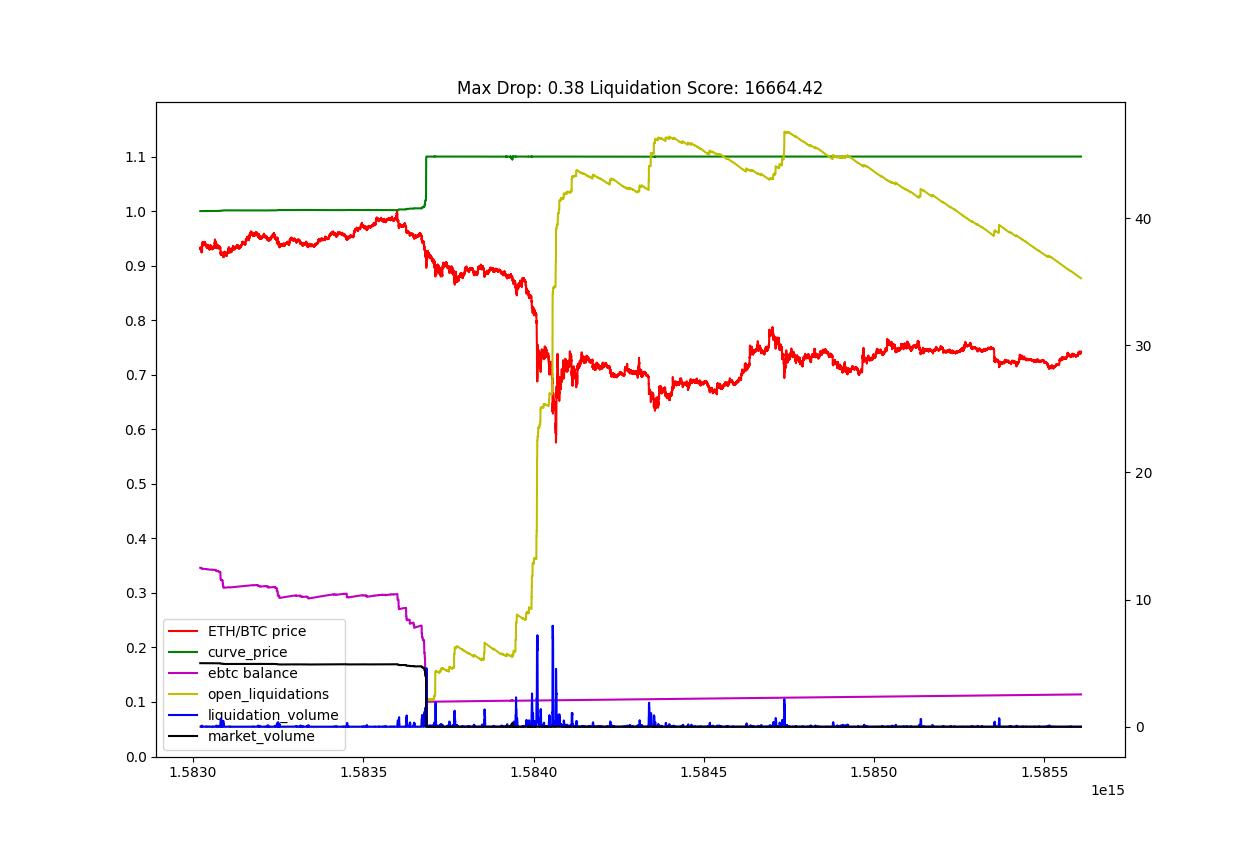 Max Drop: 0.38 Liquidation Score: 16664.42
1.1
1.0
0.9
0.8
0.7
0.6
0.5
0.4
0.3
0.2
0.1
0.0
40
30
20
10
0
ETH/BTC price
curve_price
ebtc balance
open_liquidations
liquidation_volume
market_volume
1.5830 1.5835 1.5840 1.5845 1.5850 1.5855
1e15